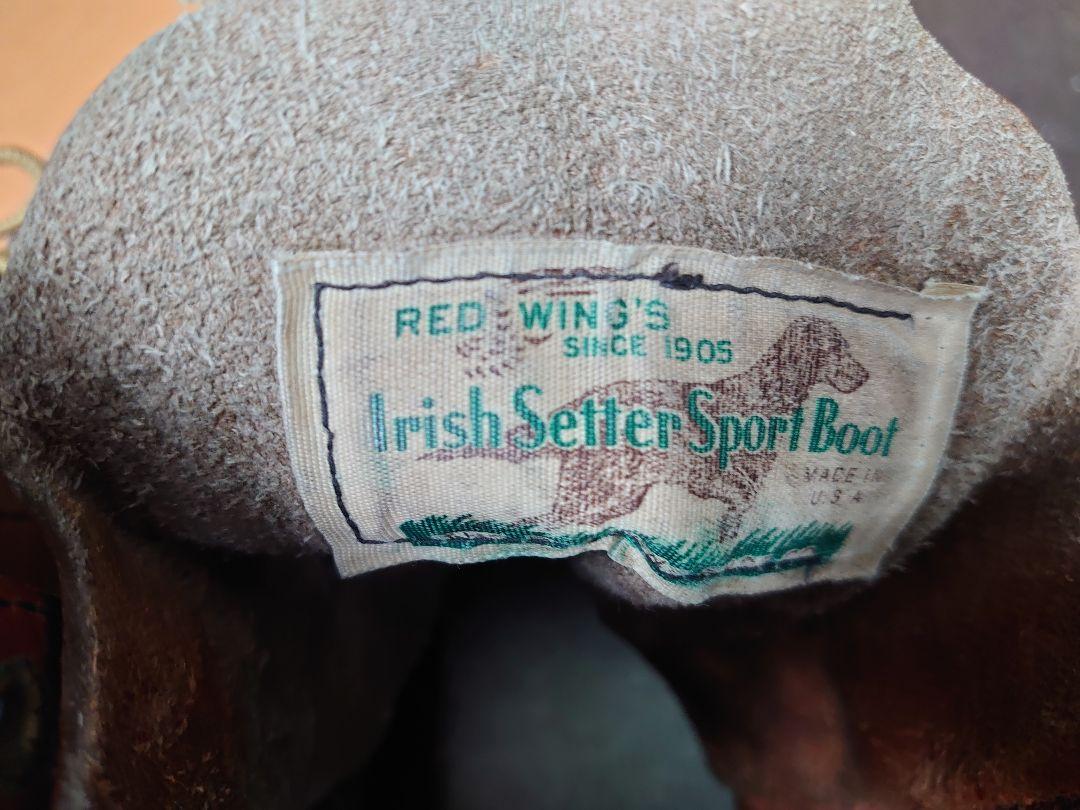 RED WING'S
SINCE 1905
Irish Setter Sport Boot
MADE IN
U.S.A